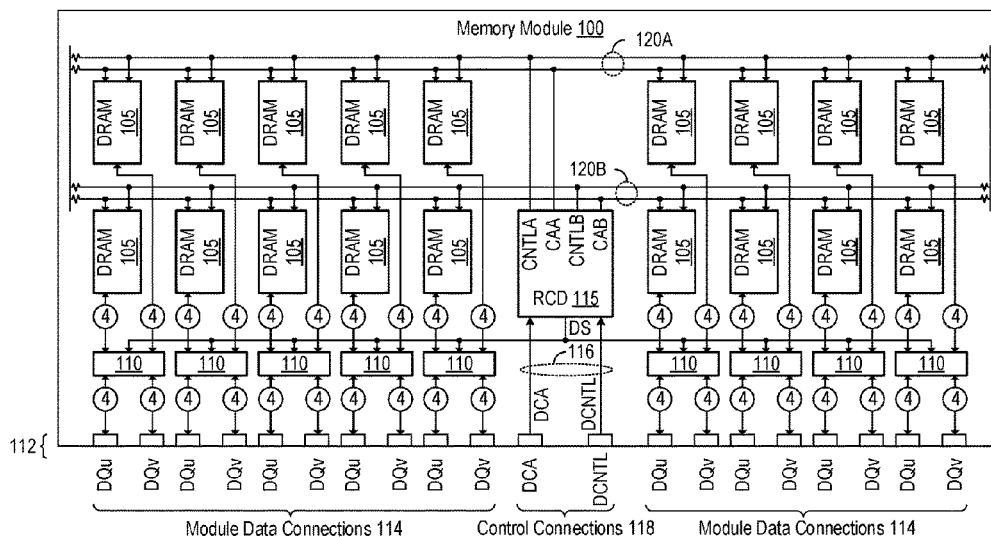 Memory Module 100
120A
DRAM 105 DRAM 105 DRAM 105 DRAM 105 DRAM 105 DRAM 105 DRAM 105 DRAM 105 DRAM 105
120B
DRAM 105 DRAM 105 DRAM 105 DRAM 105 DRAM 105 CNTLA CAA CNTLB CAB DRAM 105 DRAM 105 DRAM 105 DRAM 105
RCD 115
4 4 4 4 4 4 4 4 4 4 DS 4 4 4 4 4 4 4 4
110 110 110 110 110 116 110 110 110 110
4 4 4 4 4 4 4 4 4 4 DCA DCNTL 4 4 4 4 4 4 4 4
112
DQu DQv DQu DQv DQu DQv DQu DQv DQu DQv DCA DCNTL DQu DQv DQu DQv DQu DQv DQu DQv
Module Data Connections 114 Control Connections 118 Module Data Connections 114